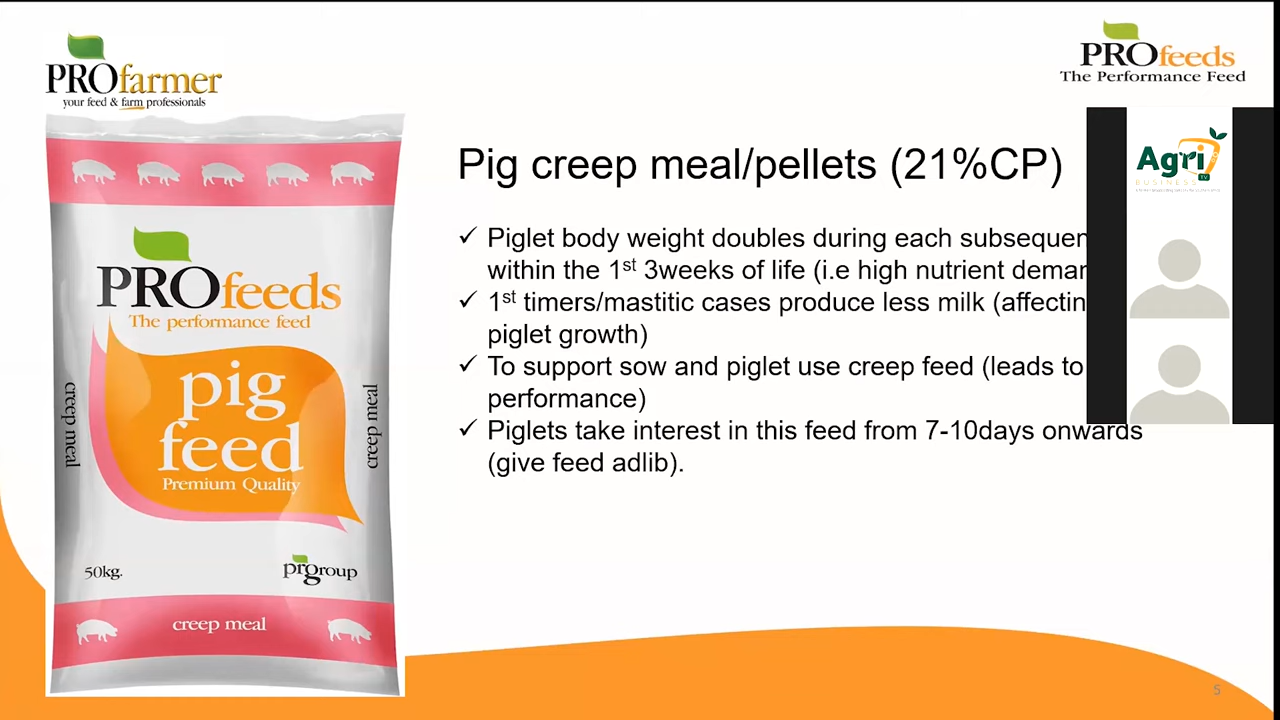 PROfarmer
your feed & farm professionals
PROfeeds
The Performance Feed
Agri
BUSINESS
TV
Pig creep meal/pellets (21%CP)
✓ Piglet body weight doubles during each subsequen
within the 1st 3weeks of life (i.e high nutrient deman
✓ 1st timers/mastitic cases produce less milk (affectin
piglet growth)
✓ To support sow and piglet use creep feed (leads to
performance)
✓ Piglets take interest in this feed from 7-10days onwards
(give feed adlib).
PROfeeds
The performance feed
pig
feed
Premium Quality
creep meal
creep meal
50kg.
prgroup
creep meal
5